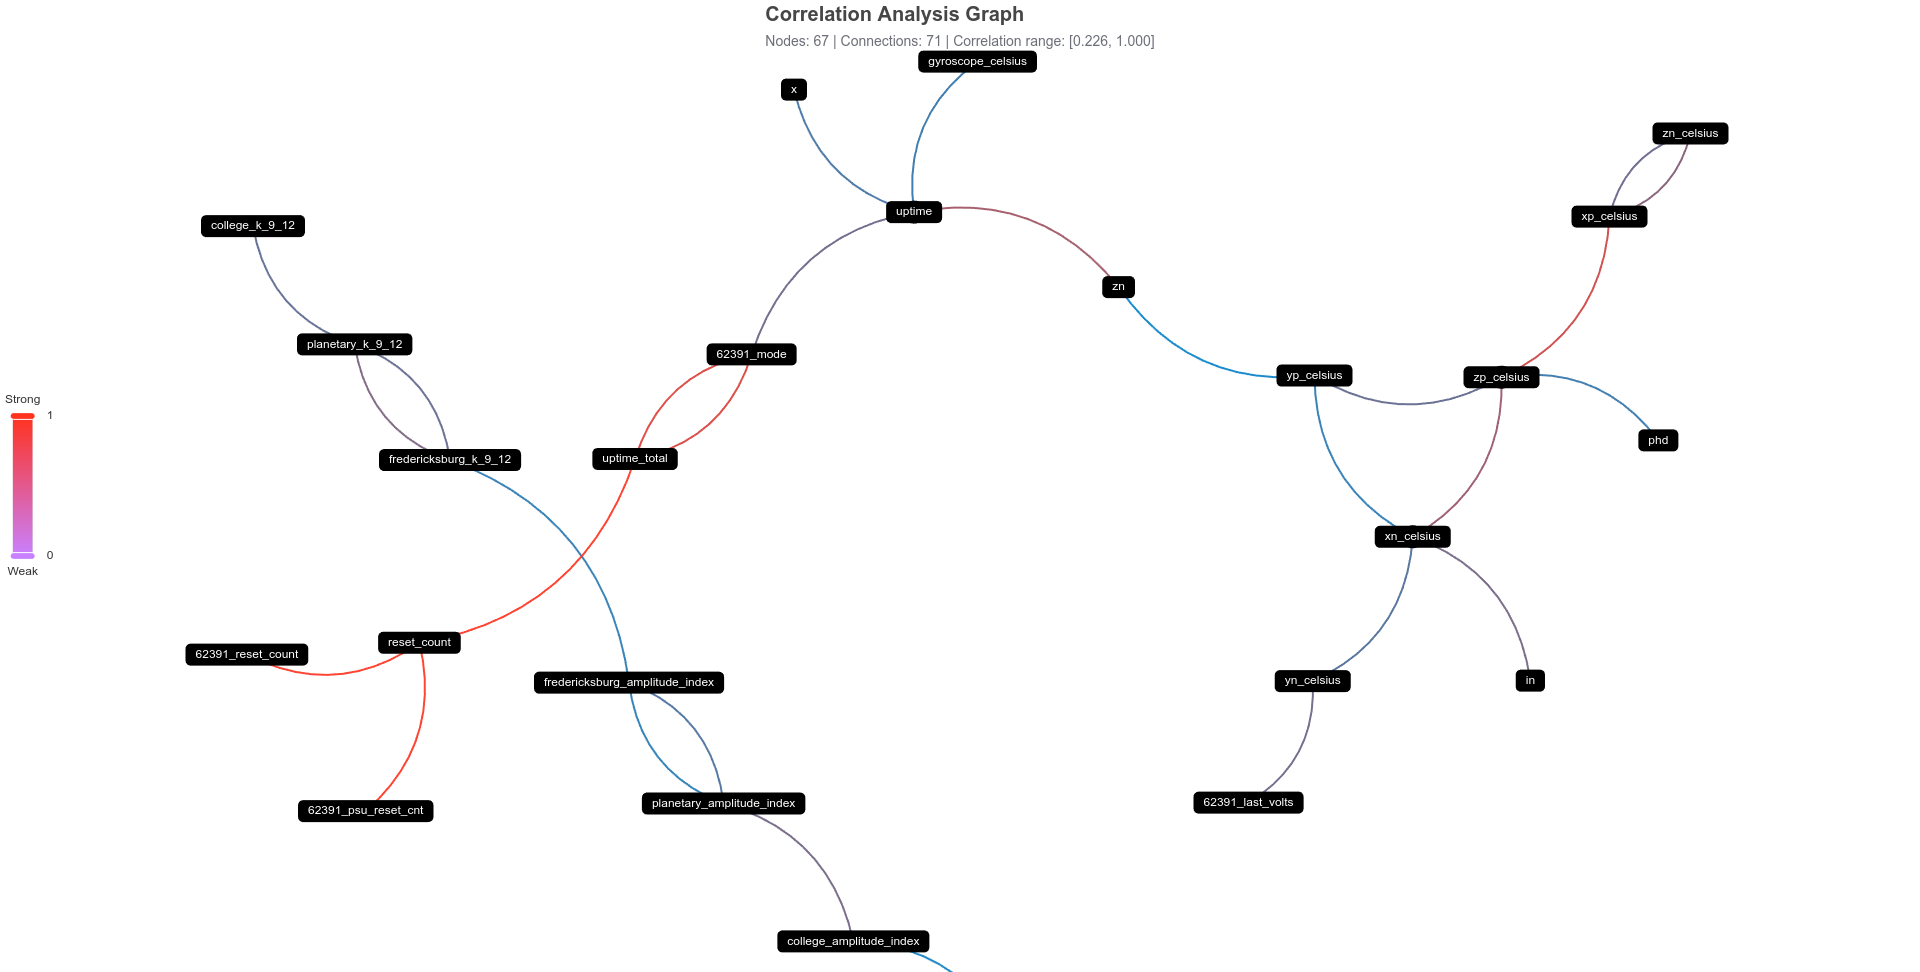 Correlation Analysis Graph
Nodes: 67 | Connections: 71 | Correlation range: [0.226, 1.000]
gyroscope_celsius
x
zn_celsius
uptime
xp_celsius
college_k_9_12
zn
planetary_k_9_12
62391_mode
yp_celsius
zp_celsius
Strong
1
phd
fredericksburg_k_9_12
uptime_total
xn_celsius
0
Weak
reset_count
62391_reset_count
fredericksburg_amplitude_index
yn_celsius
in
planetary_amplitude_index
62391_last_volts
62391_psu_reset_cnt
college_amplitude_index